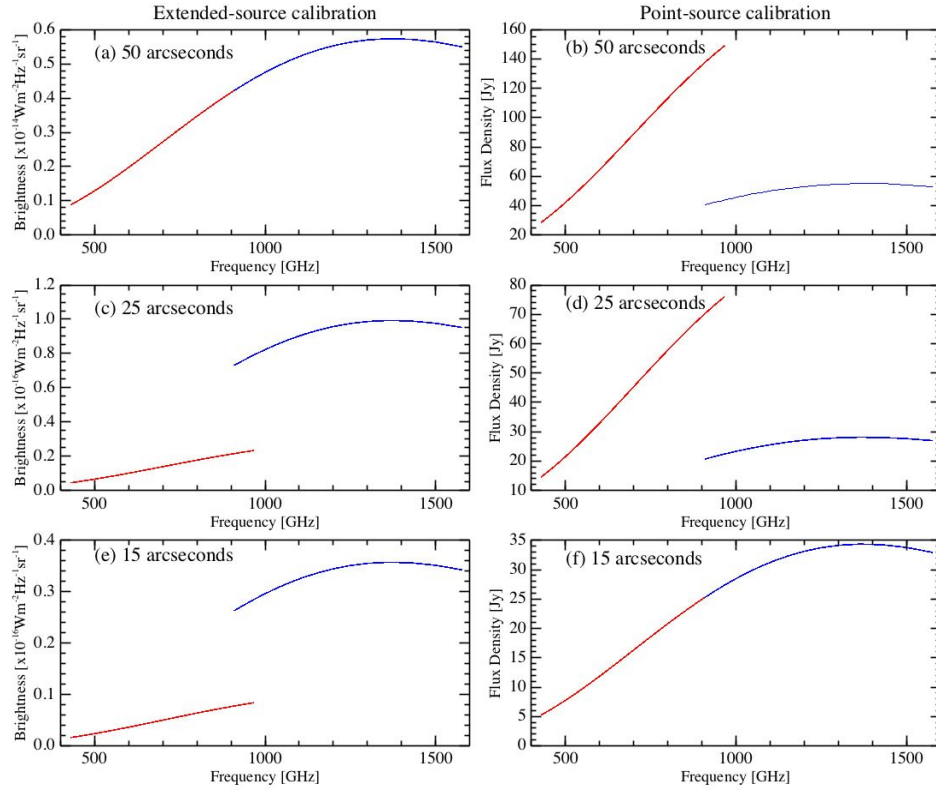 Extended-source calibration
Point-source calibration
(a) 50 arcseconds
Brightness [x10⁻¹⁴Wm⁻²Hz⁻¹sr⁻¹]
0.6
0.5
0.4
0.3
0.2
0.1
0.0
500 1000 1500
Frequency [GHz]
(b) 50 arcseconds
Flux Density [Jy]
160
140
120
100
80
60
40
20
500 1000 1500
Frequency [GHz]
(c) 25 arcseconds
Brightness [x10⁻¹⁶Wm⁻²Hz⁻¹sr⁻¹]
1.2
1.0
0.8
0.6
0.4
0.2
0.0
500 1000 1500
Frequency [GHz]
(d) 25 arcseconds
Flux Density [Jy]
80
70
60
50
40
30
20
10
500 1000 1500
Frequency [GHz]
(e) 15 arcseconds
Brightness [x10⁻¹⁶Wm⁻²Hz⁻¹sr⁻¹]
0.4
0.3
0.2
0.1
0.0
500 1000 1500
Frequency [GHz]
(f) 15 arcseconds
Flux Density [Jy]
35
30
25
20
15
10
5
0
500 1000 1500
Frequency [GHz]